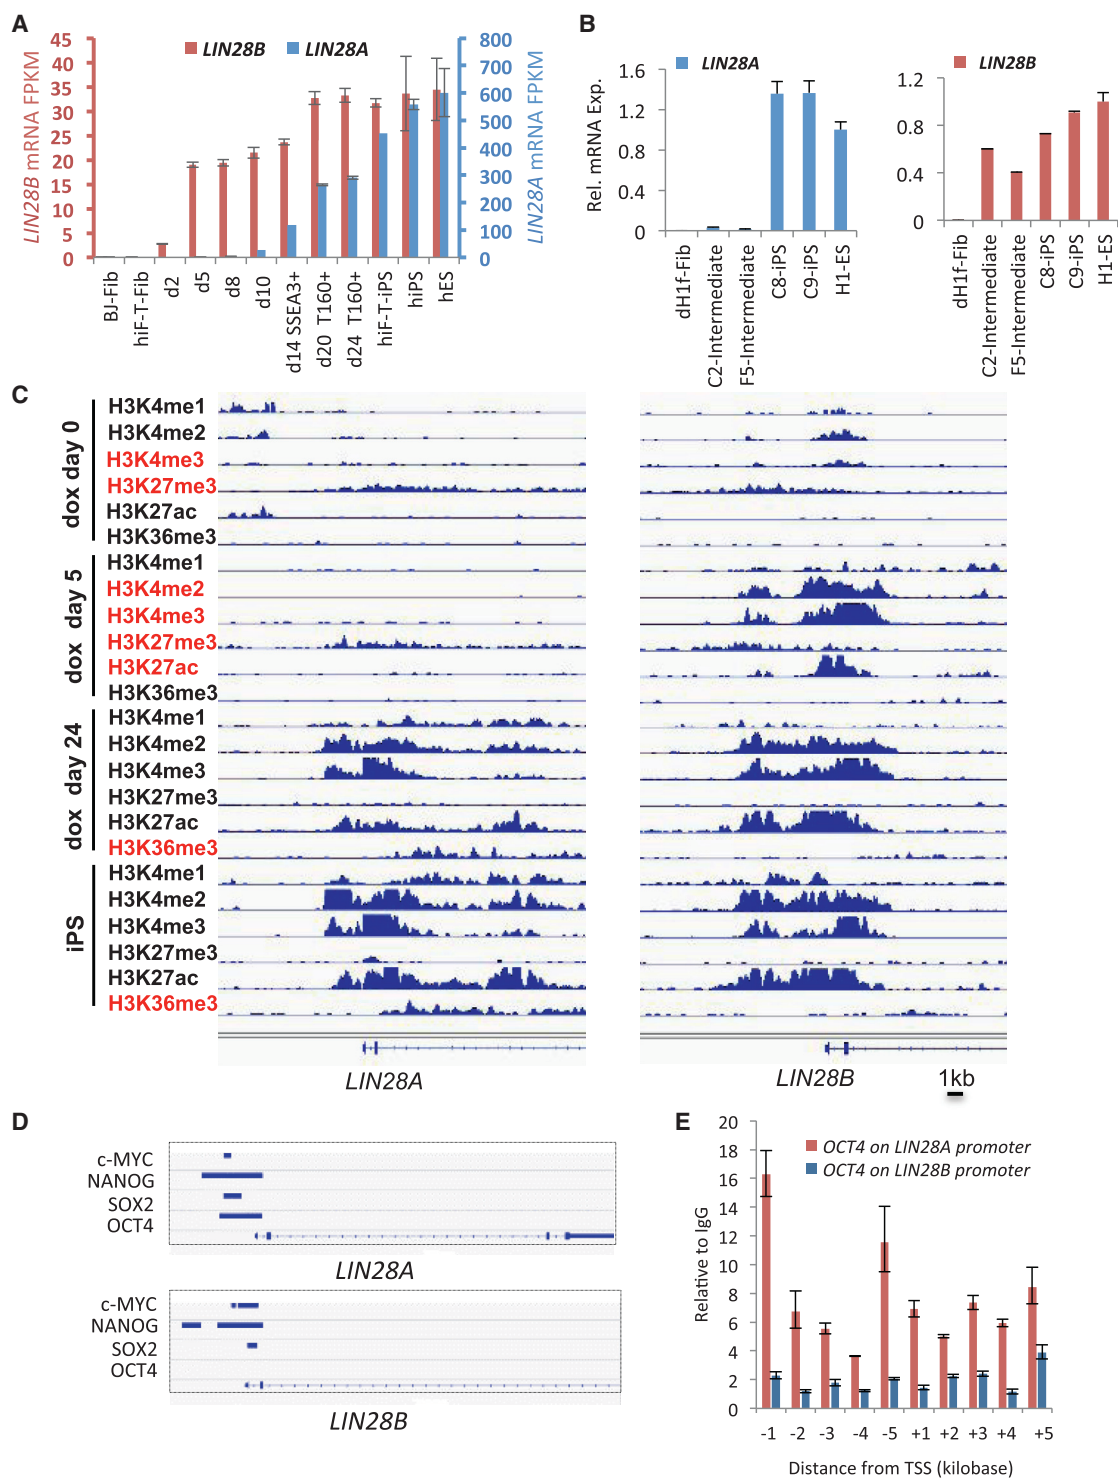 A
LIN28B LIN28A
LIN28B mRNA FPKM
45
40
35
30
25
20
15
10
5
0
LIN28A mRNA FPKM
800
700
600
500
400
300
200
100
0
BJ-Fib
hiF-T-Fib
d2
d5
d8
d10
d14 SSEA3+
d20 T160+
d24 T160+
hiF-T-iPS
hiPS
hES
B
LIN28A
Rel. mRNA Exp.
1.6
1.2
0.8
0.4
0
dH1f-Fib
C2-Intermediate
F5-Intermediate
C8-iPS
C9-iPS
H1-ES
LIN28B
1.2
0.8
0.4
0
dH1f-Fib
C2-Intermediate
F5-Intermediate
C8-iPS
C9-iPS
H1-ES
C
dox day 0
H3K4me1
H3K4me2
H3K4me3
H3K27me3
H3K27ac
H3K36me3
dox day 5
H3K4me1
H3K4me2
H3K4me3
H3K27me3
H3K27ac
H3K36me3
dox day 24
H3K4me1
H3K4me2
H3K4me3
H3K27me3
H3K27ac
H3K36me3
iPS
H3K4me1
H3K4me2
H3K4me3
H3K27me3
H3K27ac
H3K36me3
LIN28A
LIN28B
1kb
D
c-MYC
NANOG
SOX2
OCT4
LIN28A
c-MYC
NANOG
SOX2
OCT4
LIN28B
E
OCT4 on LIN28A promoter
OCT4 on LIN28B promoter
Relative to IgG
20
18
16
14
12
10
8
6
4
2
0
-1 -2 -3 -4 -5 +1 +2 +3 +4 +5
Distance from TSS (kilobase)